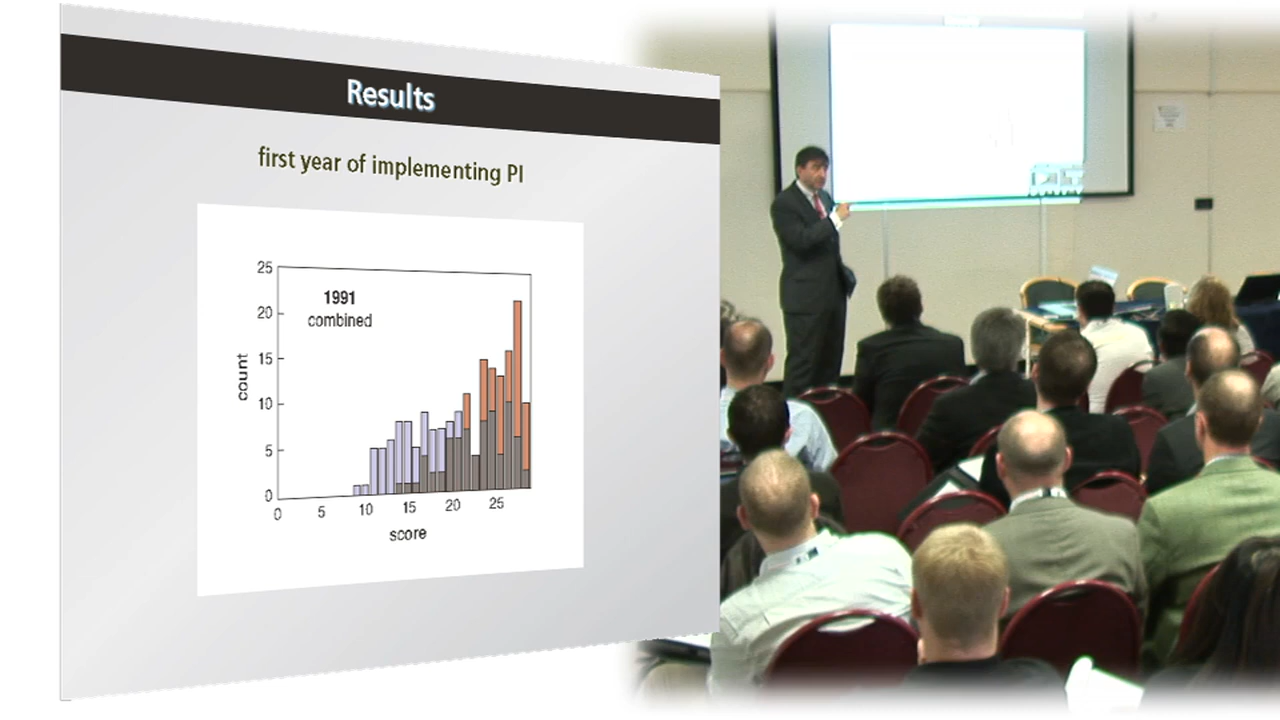 Results
first year of implementing PI
25
1991
20
combined
15
count
10
5
0
0 5 10 15 20 25
score